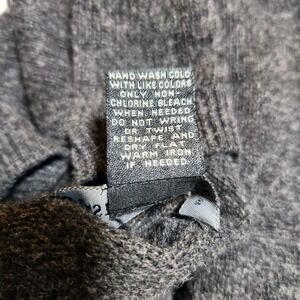 HAND WASH COLD
WITH LIKE COLORS
ONLY NON-
CHLORINE BLEACH
WHEN NEEDED
DO NOT WRING
OR TWIST
RESHAPE AND
DRY FLAT
WARM IRON
IF NEEDED